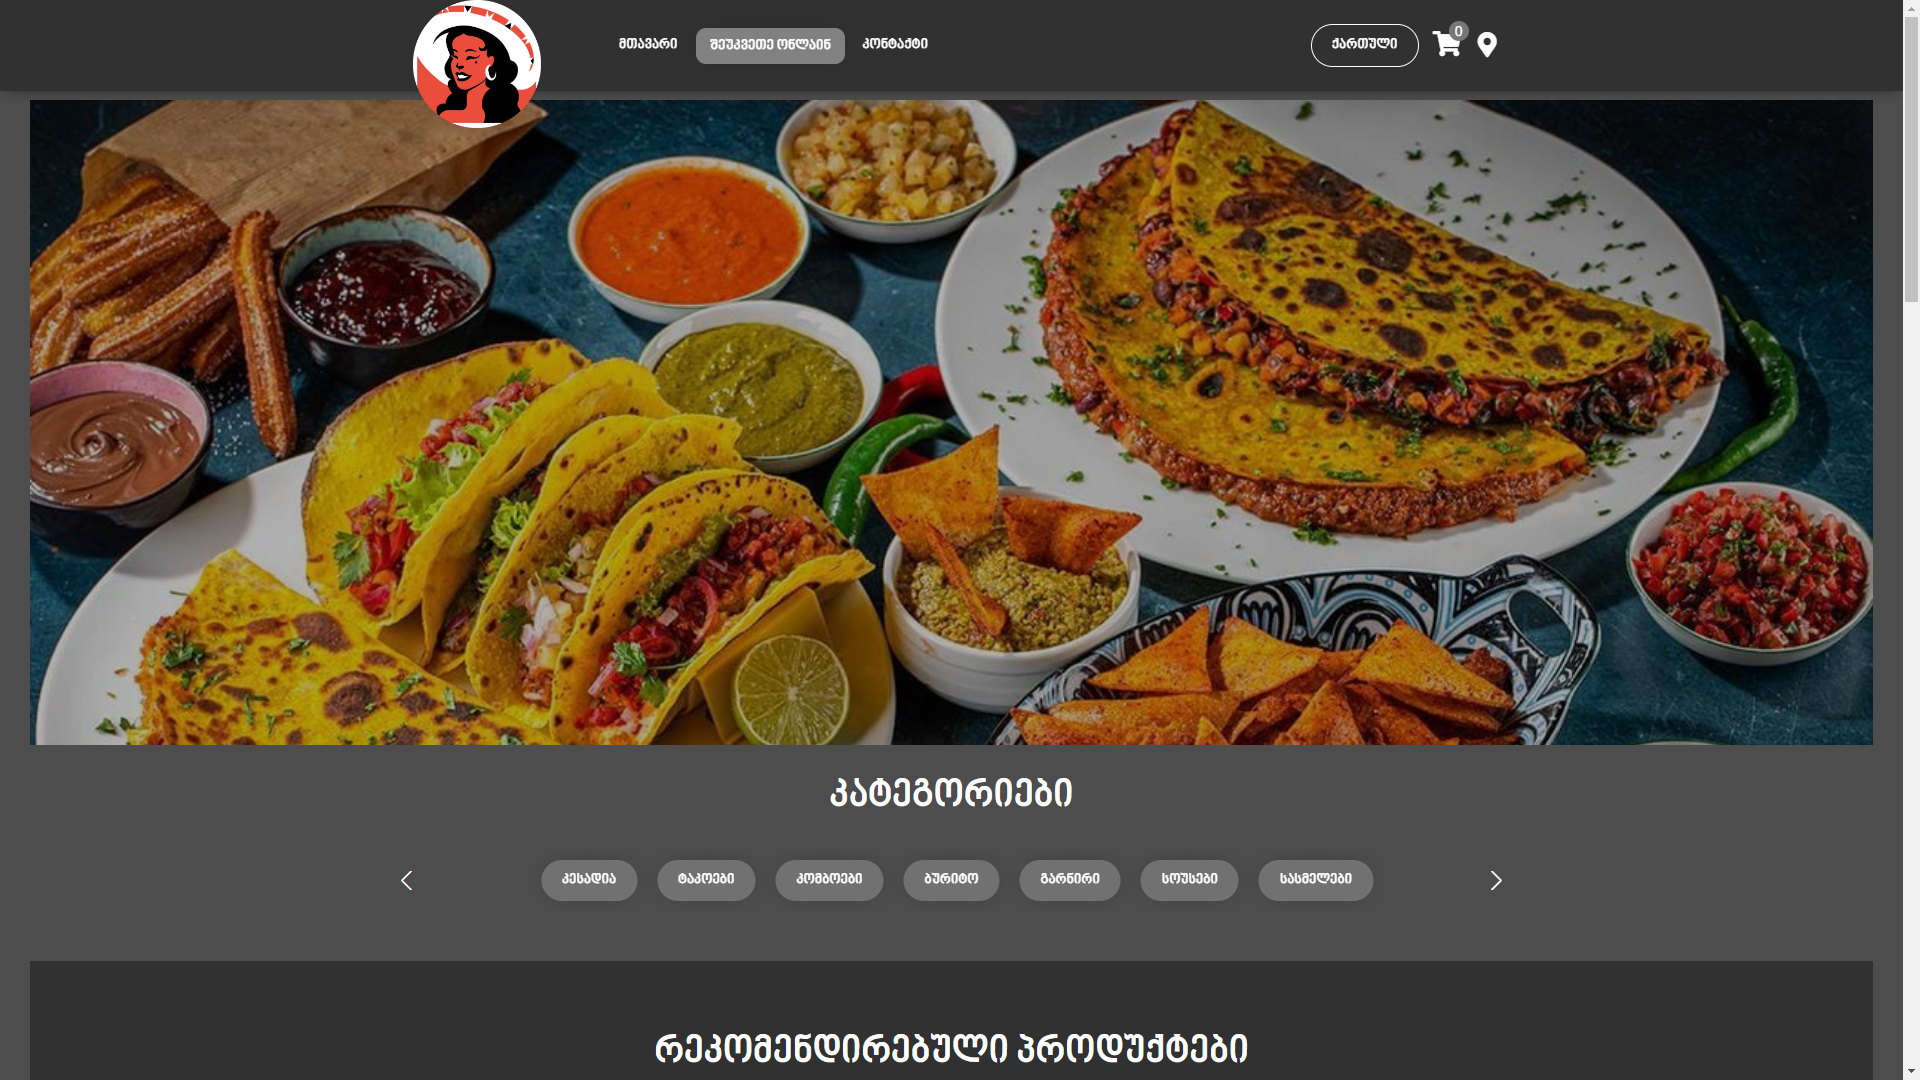 მთავარი
შეუკვეთე ონლაინ
კონტაქტი
ქართული
0
კატეგორიები
კესადია
ტაკოები
კომბოები
ბურიტო
გარნირი
სოუსები
სასმელები
რეკომენდირებული პროდუქტები